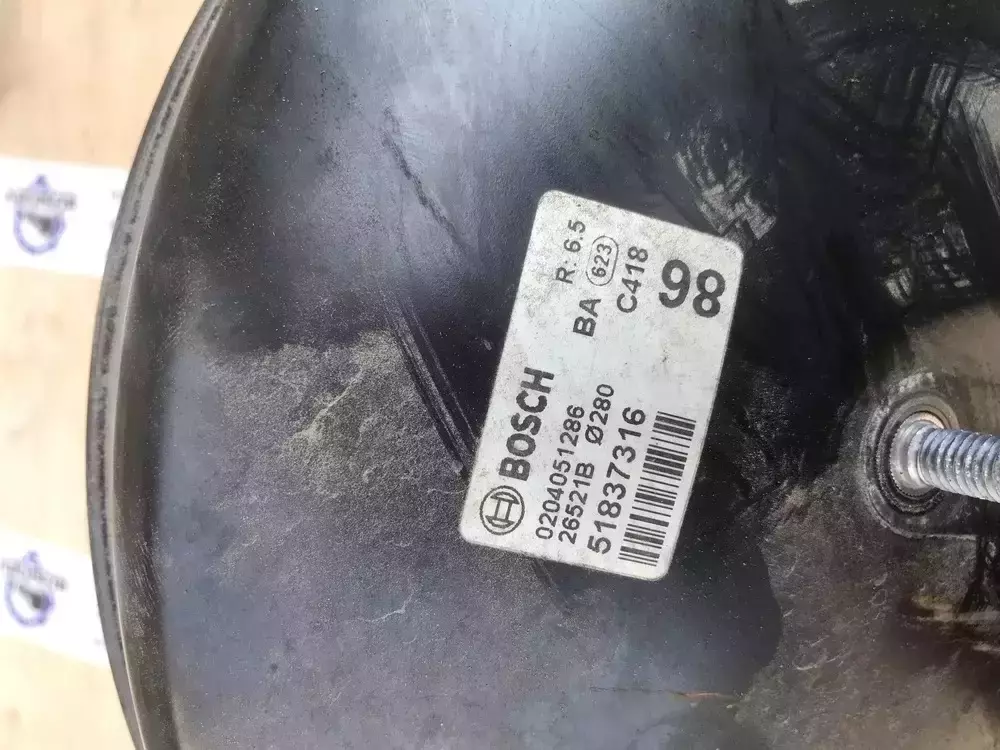 BOSCH
R: 6.5
0204051286
BA 623
26521B Ø280
C418
51837316
98